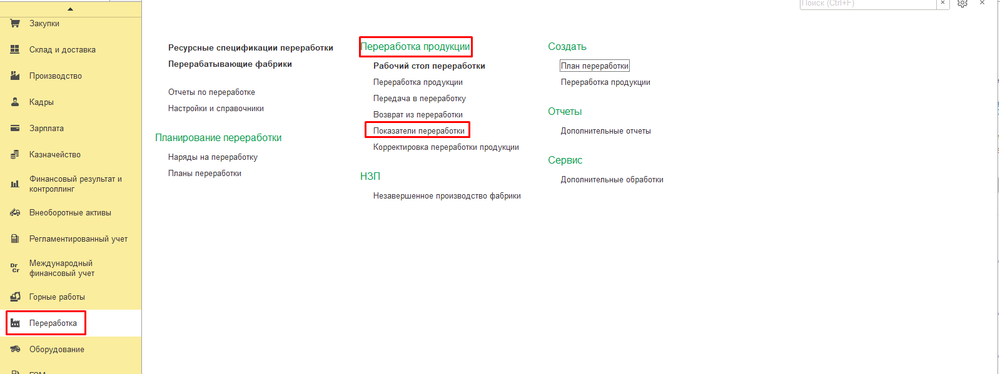 Поиск (Ctrl+F)
Закупки
Склад и доставка
Производство
Кадры
Зарплата
Казначейство
Финансовый результат и
контроллинг
Внеоборотные активы
Регламентированный учет
Международный
финансовый учет
Горные работы
Переработка
Оборудование
Ресурсные спецификации переработки
Перерабатывающие фабрики
Отчеты по переработке
Настройки и справочники
Планирование переработки
Наряды на переработку
Планы переработки
Переработка продукции
Рабочий стол переработки
Переработка продукции
Передача в переработку
Возврат из переработки
Показатели переработки
Корректировка переработки продукции
НЗП
Незавершенное производство фабрики
Создать
План переработки
Переработка продукции
Отчеты
Дополнительные отчеты
Сервис
Дополнительные обработки